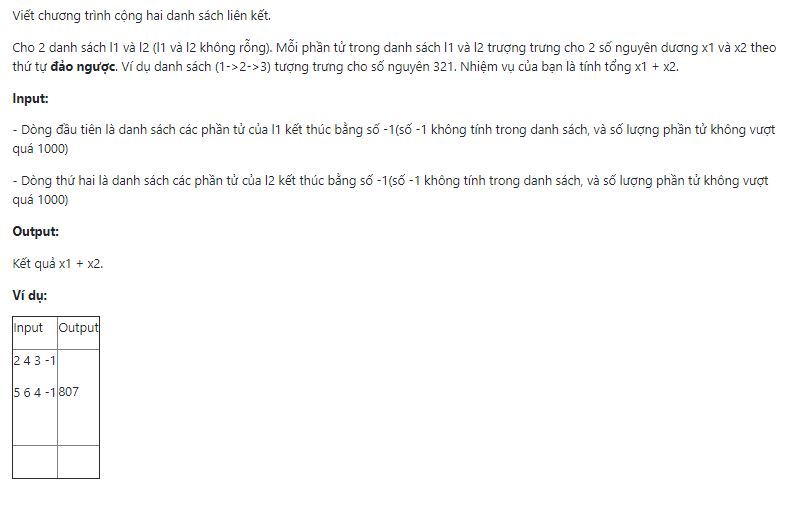 Viết chương trình cộng hai danh sách liên kết.
Cho 2 danh sách l1 và l2 (l1 và l2 không rỗng). Mỗi phần tử trong danh sách l1 và l2 trượng trưng cho 2 số nguyên dương x1 và x2 theo
thứ tự đảo ngược. Ví dụ danh sách (1->2->3) tượng trưng cho số nguyên 321. Nhiệm vụ của bạn là tính tổng x1 + x2.
Input:
- Dòng đầu tiên là danh sách các phần tử của l1 kết thúc bằng số -1(số -1 không tính trong danh sách, và số lượng phần tử không vượt
quá 1000)
- Dòng thứ hai là danh sách các phần tử của l2 kết thúc bằng số -1(số -1 không tính trong danh sách, và số lượng phần tử không vượt
quá 1000)
Output:
Kết quả x1 + x2.
Ví dụ:
Input Output
2 4 3 -1
5 6 4 -1 807